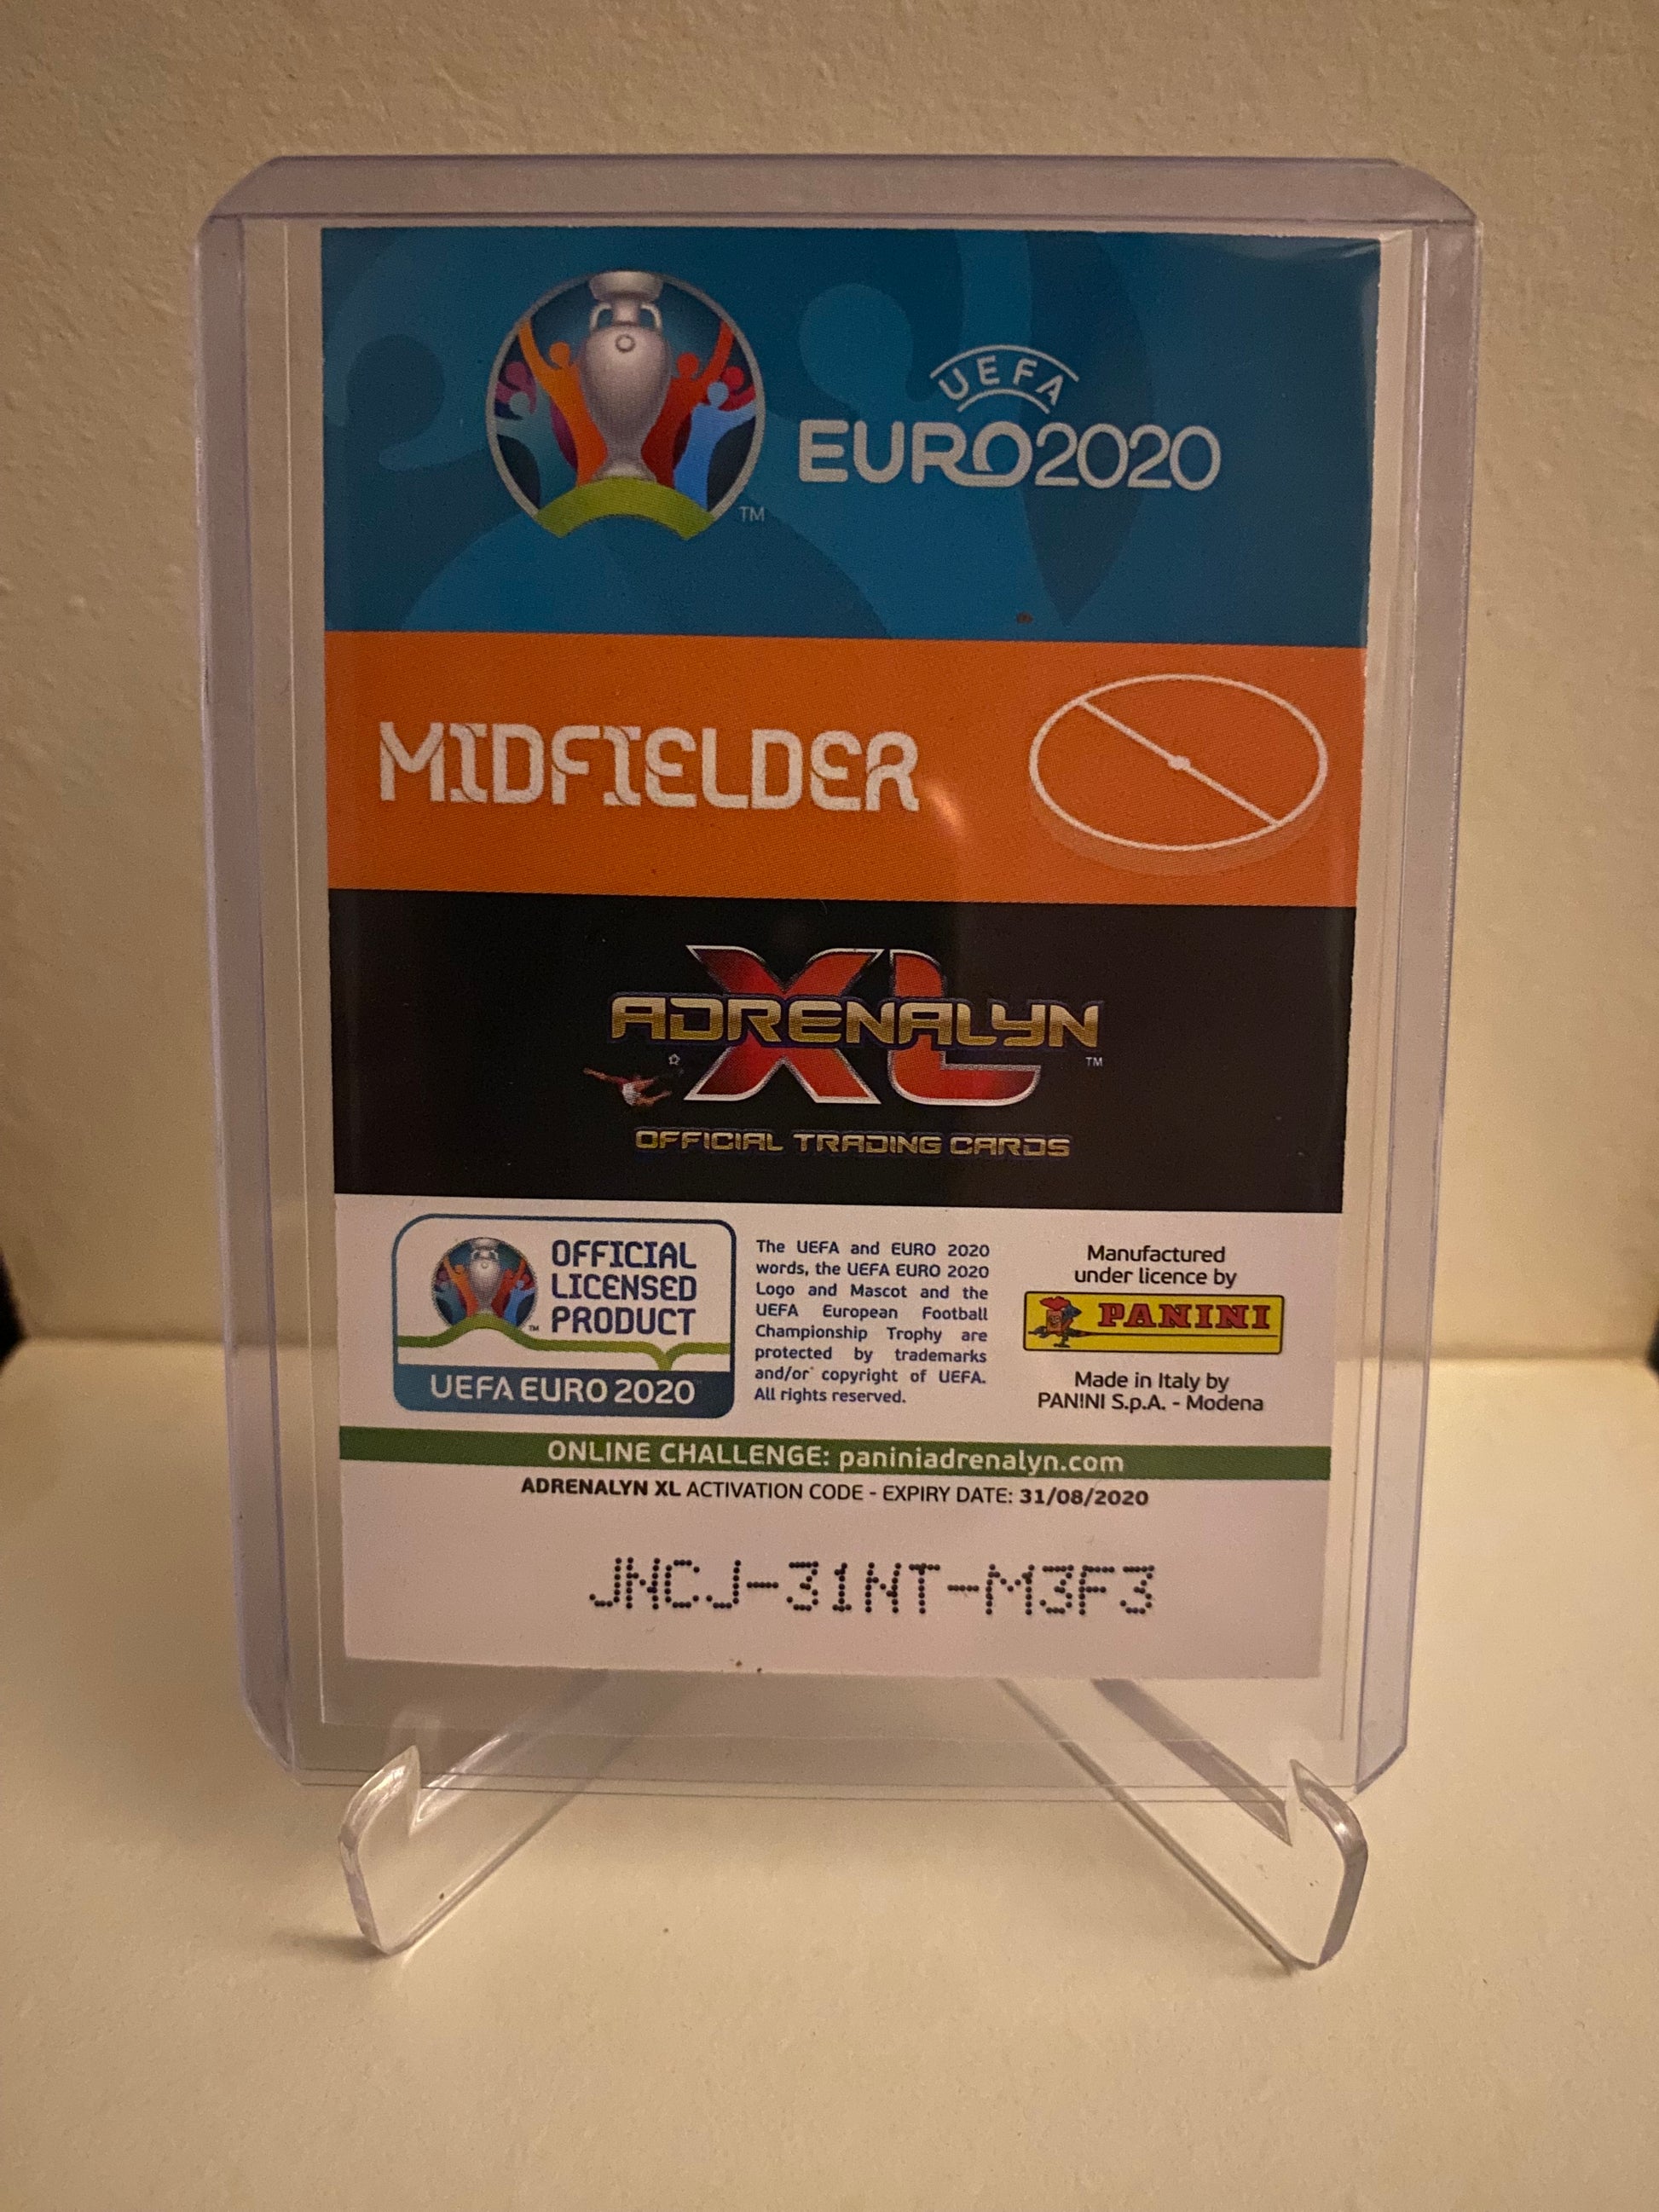 UEFA
EURO2020
TM
MIDFIELDER
ADRENALYN
XL
TM
OFFICIAL TRADING CARDS
OFFICIAL
LICENSED
PRODUCT
TM
UEFA EURO 2020
The UEFA and EURO 2020
words, the UEFA EURO 2020
Logo and Mascot and the
UEFA European Football
Championship Trophy are
protected by trademarks
and/or copyright of UEFA.
All rights reserved.
Manufactured
under licence by
PANINI
Made in Italy by
PANINI S.p.A. - Modena
ONLINE CHALLENGE: paniniadrenalyn.com
ADRENALYN XL ACTIVATION CODE - EXPIRY DATE: 31/08/2020
JNCJ-31NT-M3F3